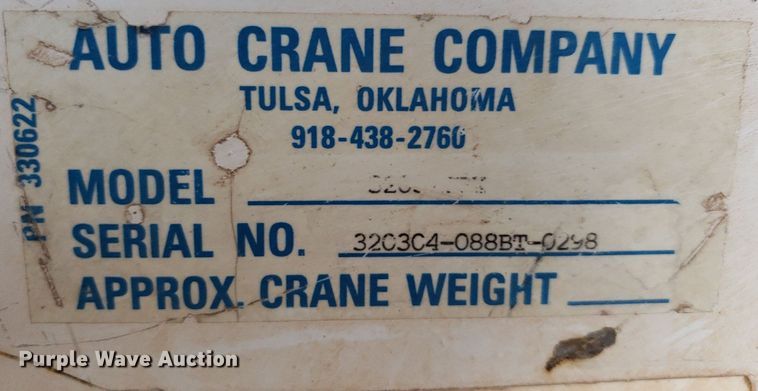 AUTO CRANE COMPANY
TULSA, OKLAHOMA
918-438-2760
PN 330622
MODEL
SERIAL NO. 3203C4-088BT-0298
APPROX. CRANE WEIGHT
Purple Wave Auction